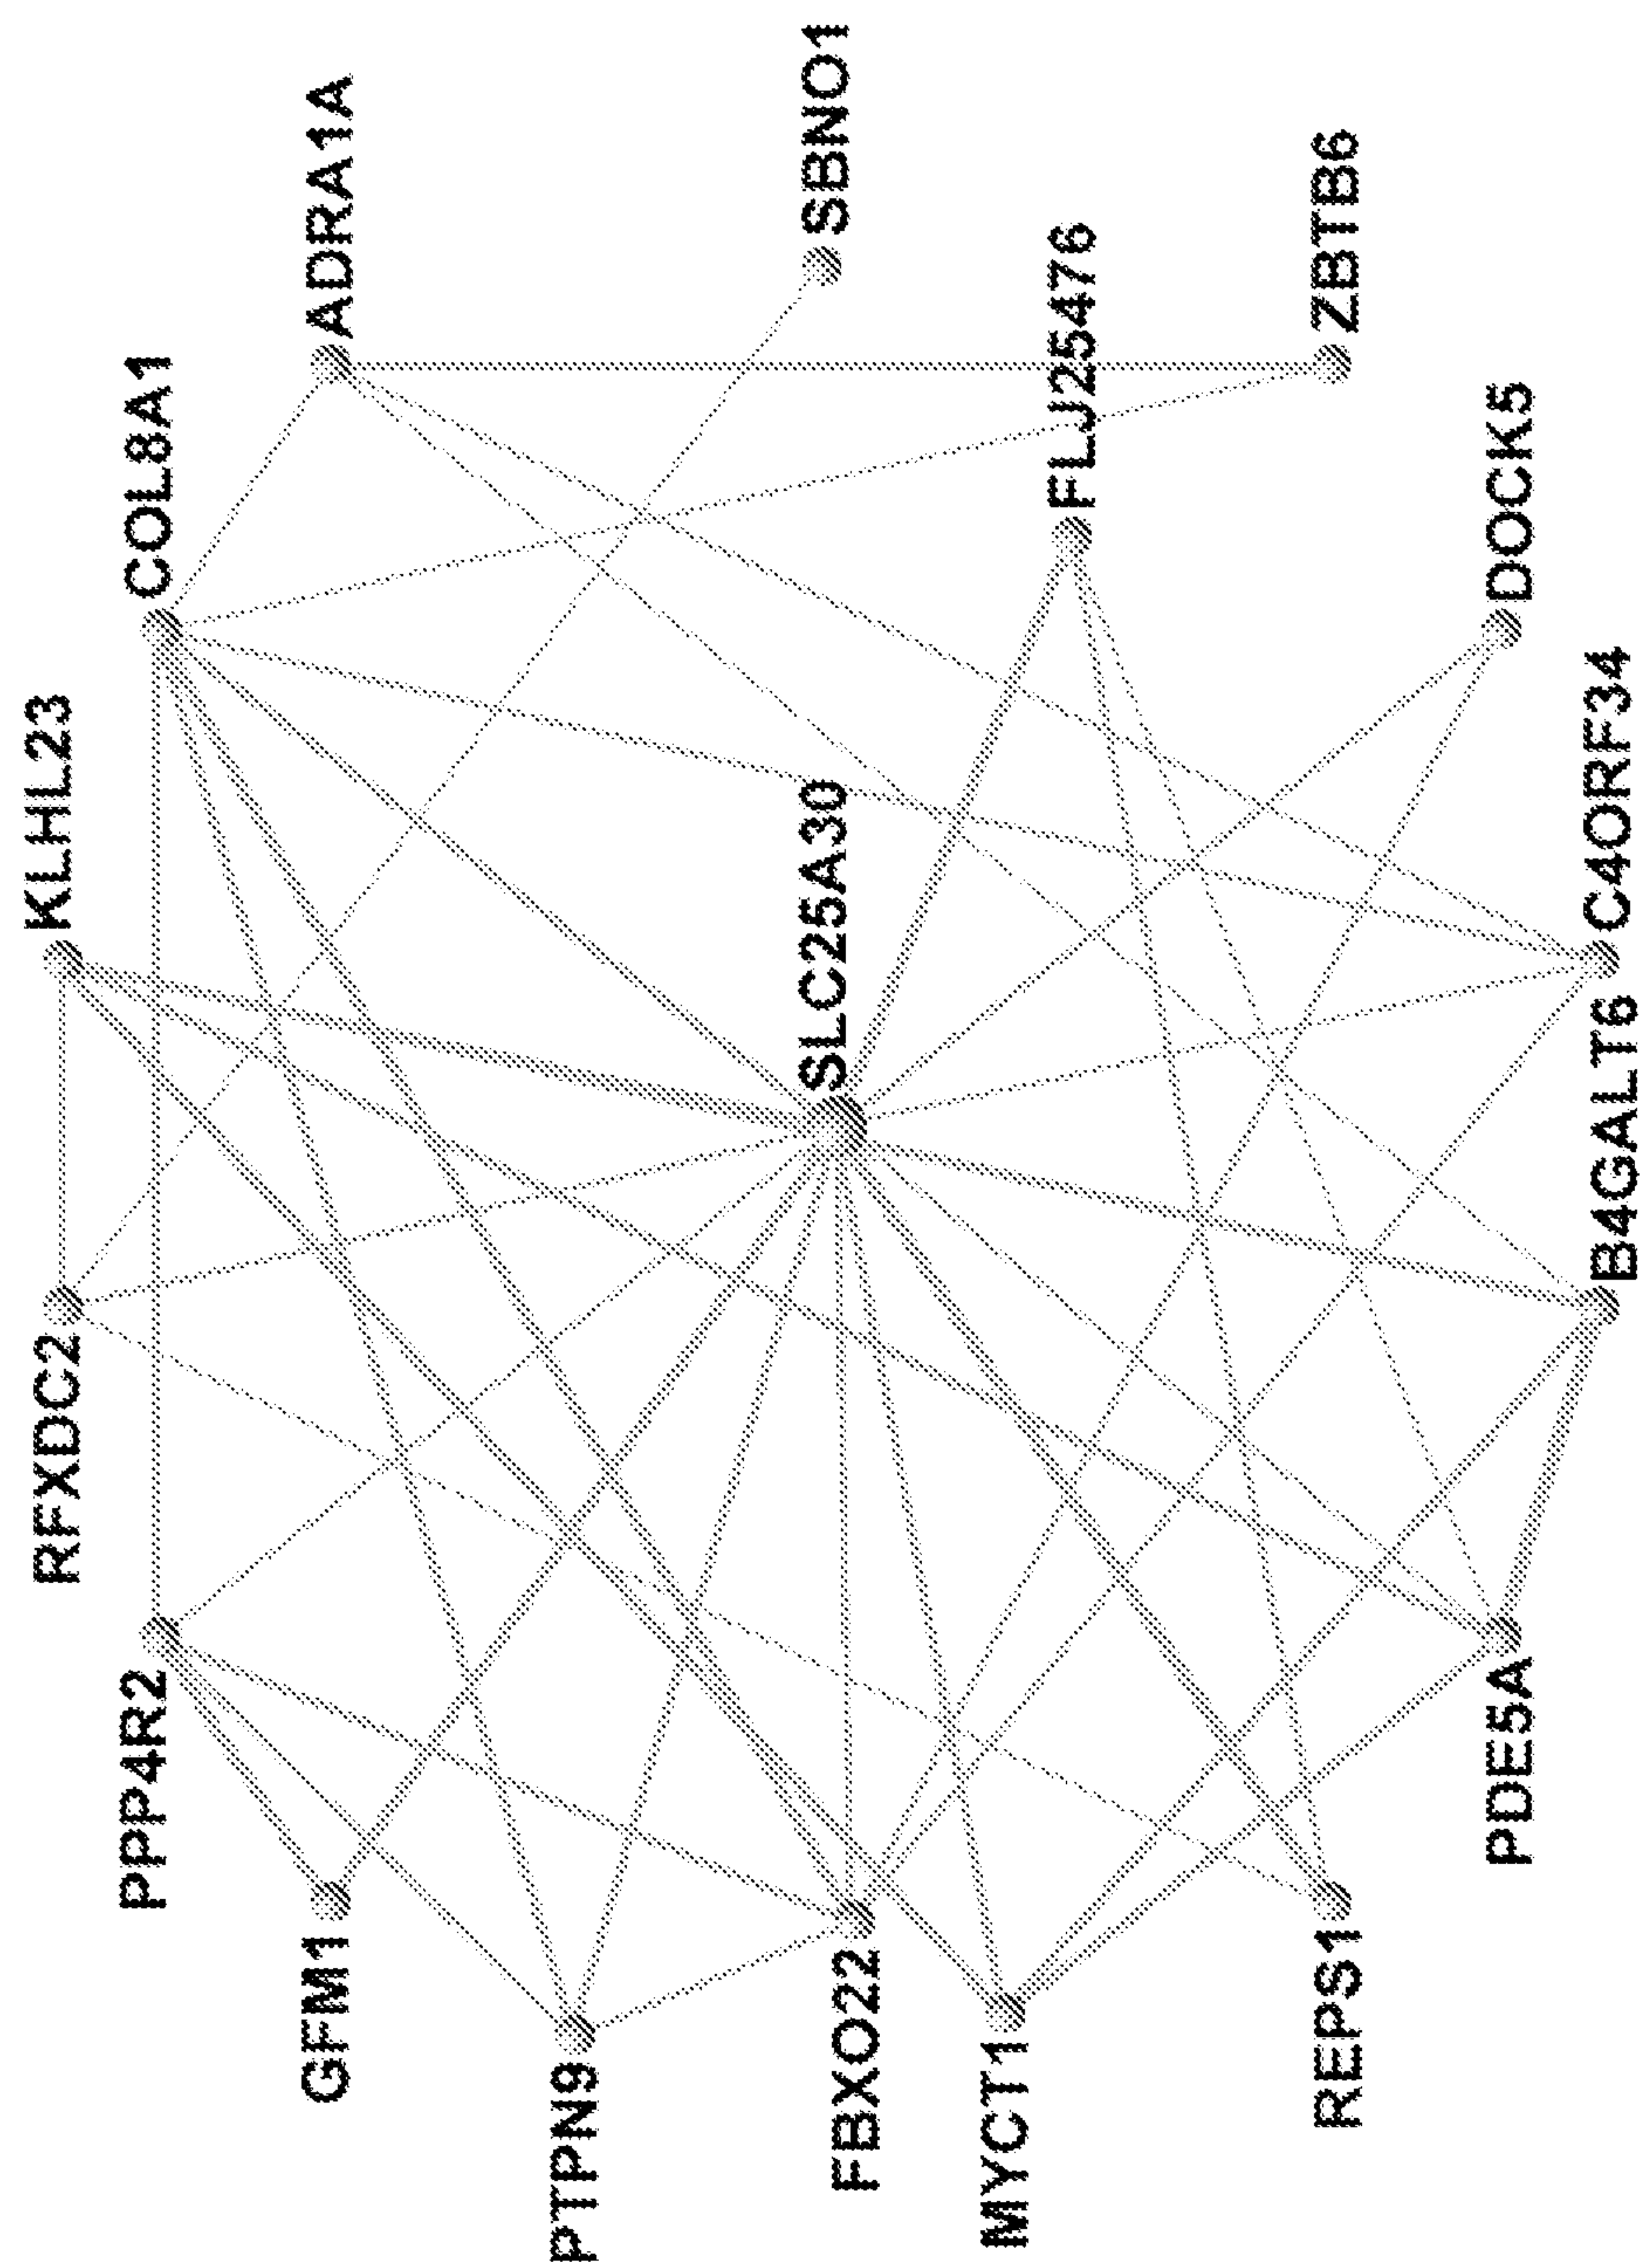 SBNO1
ADRA1A
ZBTB6
COL8A1
FLJ25476
DOCK5
KLHL23
SLC25A30
C4ORF34
RFXDC2
B4GALT6
PPP4R2
PDE5A
GFM1
REPS1
PTPN9
FBXO22
MYCT1